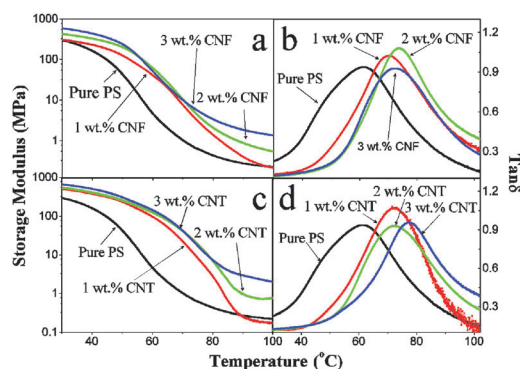 1000
100
10
1
1000
100
10
1
0.1
Storage Modulus (MPa)
a
3 wt.% CNF
Pure PS
1 wt.% CNF
2 wt.% CNF
b
1 wt.% CNF
2 wt.% CNF
Pure PS
3 wt.% CNF
1.2
0.9
0.6
0.3
c
3 wt.% CNT
2 wt.% CNT
Pure PS
1 wt.% CNT
d
2 wt.% CNT
1 wt.% CNT
3 wt.% CNT
Pure PS
1.2
0.9
0.6
0.3
Tanδ
40 60 80 100 40 60 80 100
Temperature (°C)